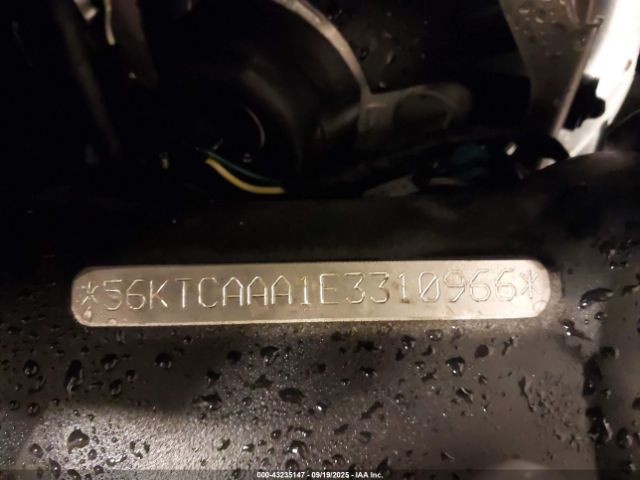 *56KTCAAA1E3310966*
000-43235147 | 09/19/2025 | IAA Inc.